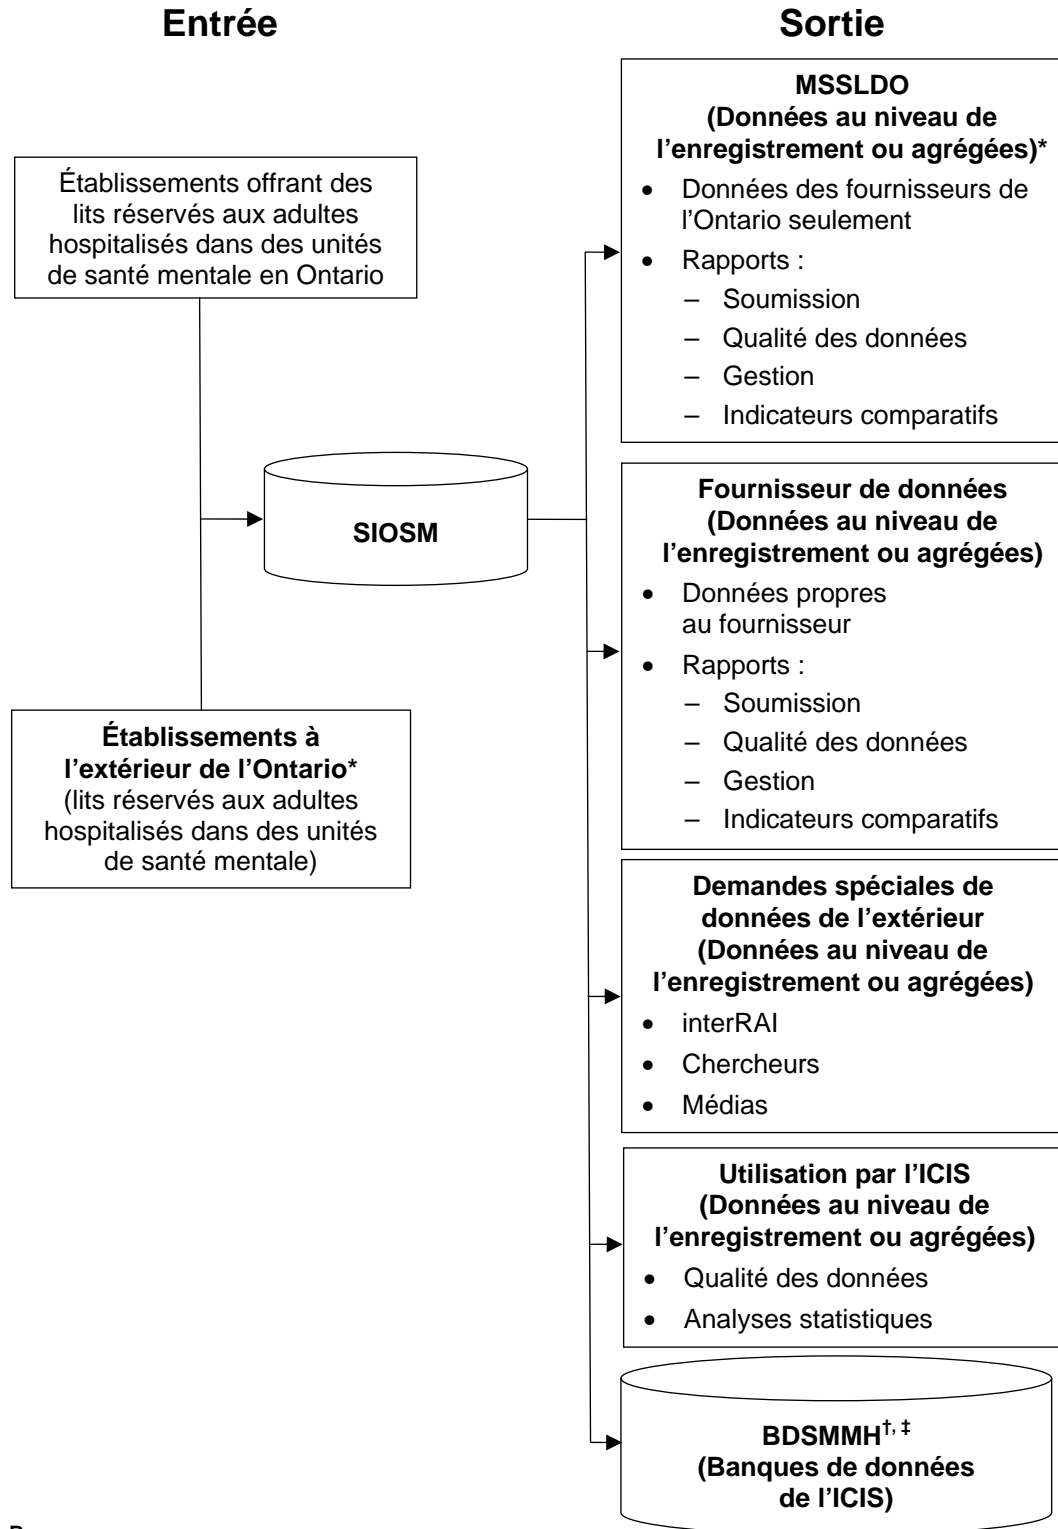 Entrée
Sortie
Établissements offrant des
lits réservés aux adultes
hospitalisés dans des unités
de santé mentale en Ontario
SIOSM
Établissements à
l'extérieur de l'Ontario*
(lits réservés aux adultes
hospitalisés dans des unités
de santé mentale)
MSSLDO
(Données au niveau de
l'enregistrement ou agrégées)*
• Données des fournisseurs de
l'Ontario seulement
• Rapports :
– Soumission
– Qualité des données
– Gestion
– Indicateurs comparatifs
Fournisseur de données
(Données au niveau de
l'enregistrement ou agrégées)
• Données propres
au fournisseur
• Rapports :
– Soumission
– Qualité des données
– Gestion
– Indicateurs comparatifs
Demandes spéciales de
données de l'extérieur
(Données au niveau de
l'enregistrement ou agrégées)
• interRAI
• Chercheurs
• Médias
Utilisation par l'ICIS
(Données au niveau de
l'enregistrement ou agrégées)
• Qualité des données
• Analyses statistiques
BDSMMH†, ‡
(Banques de données
de l'ICIS)